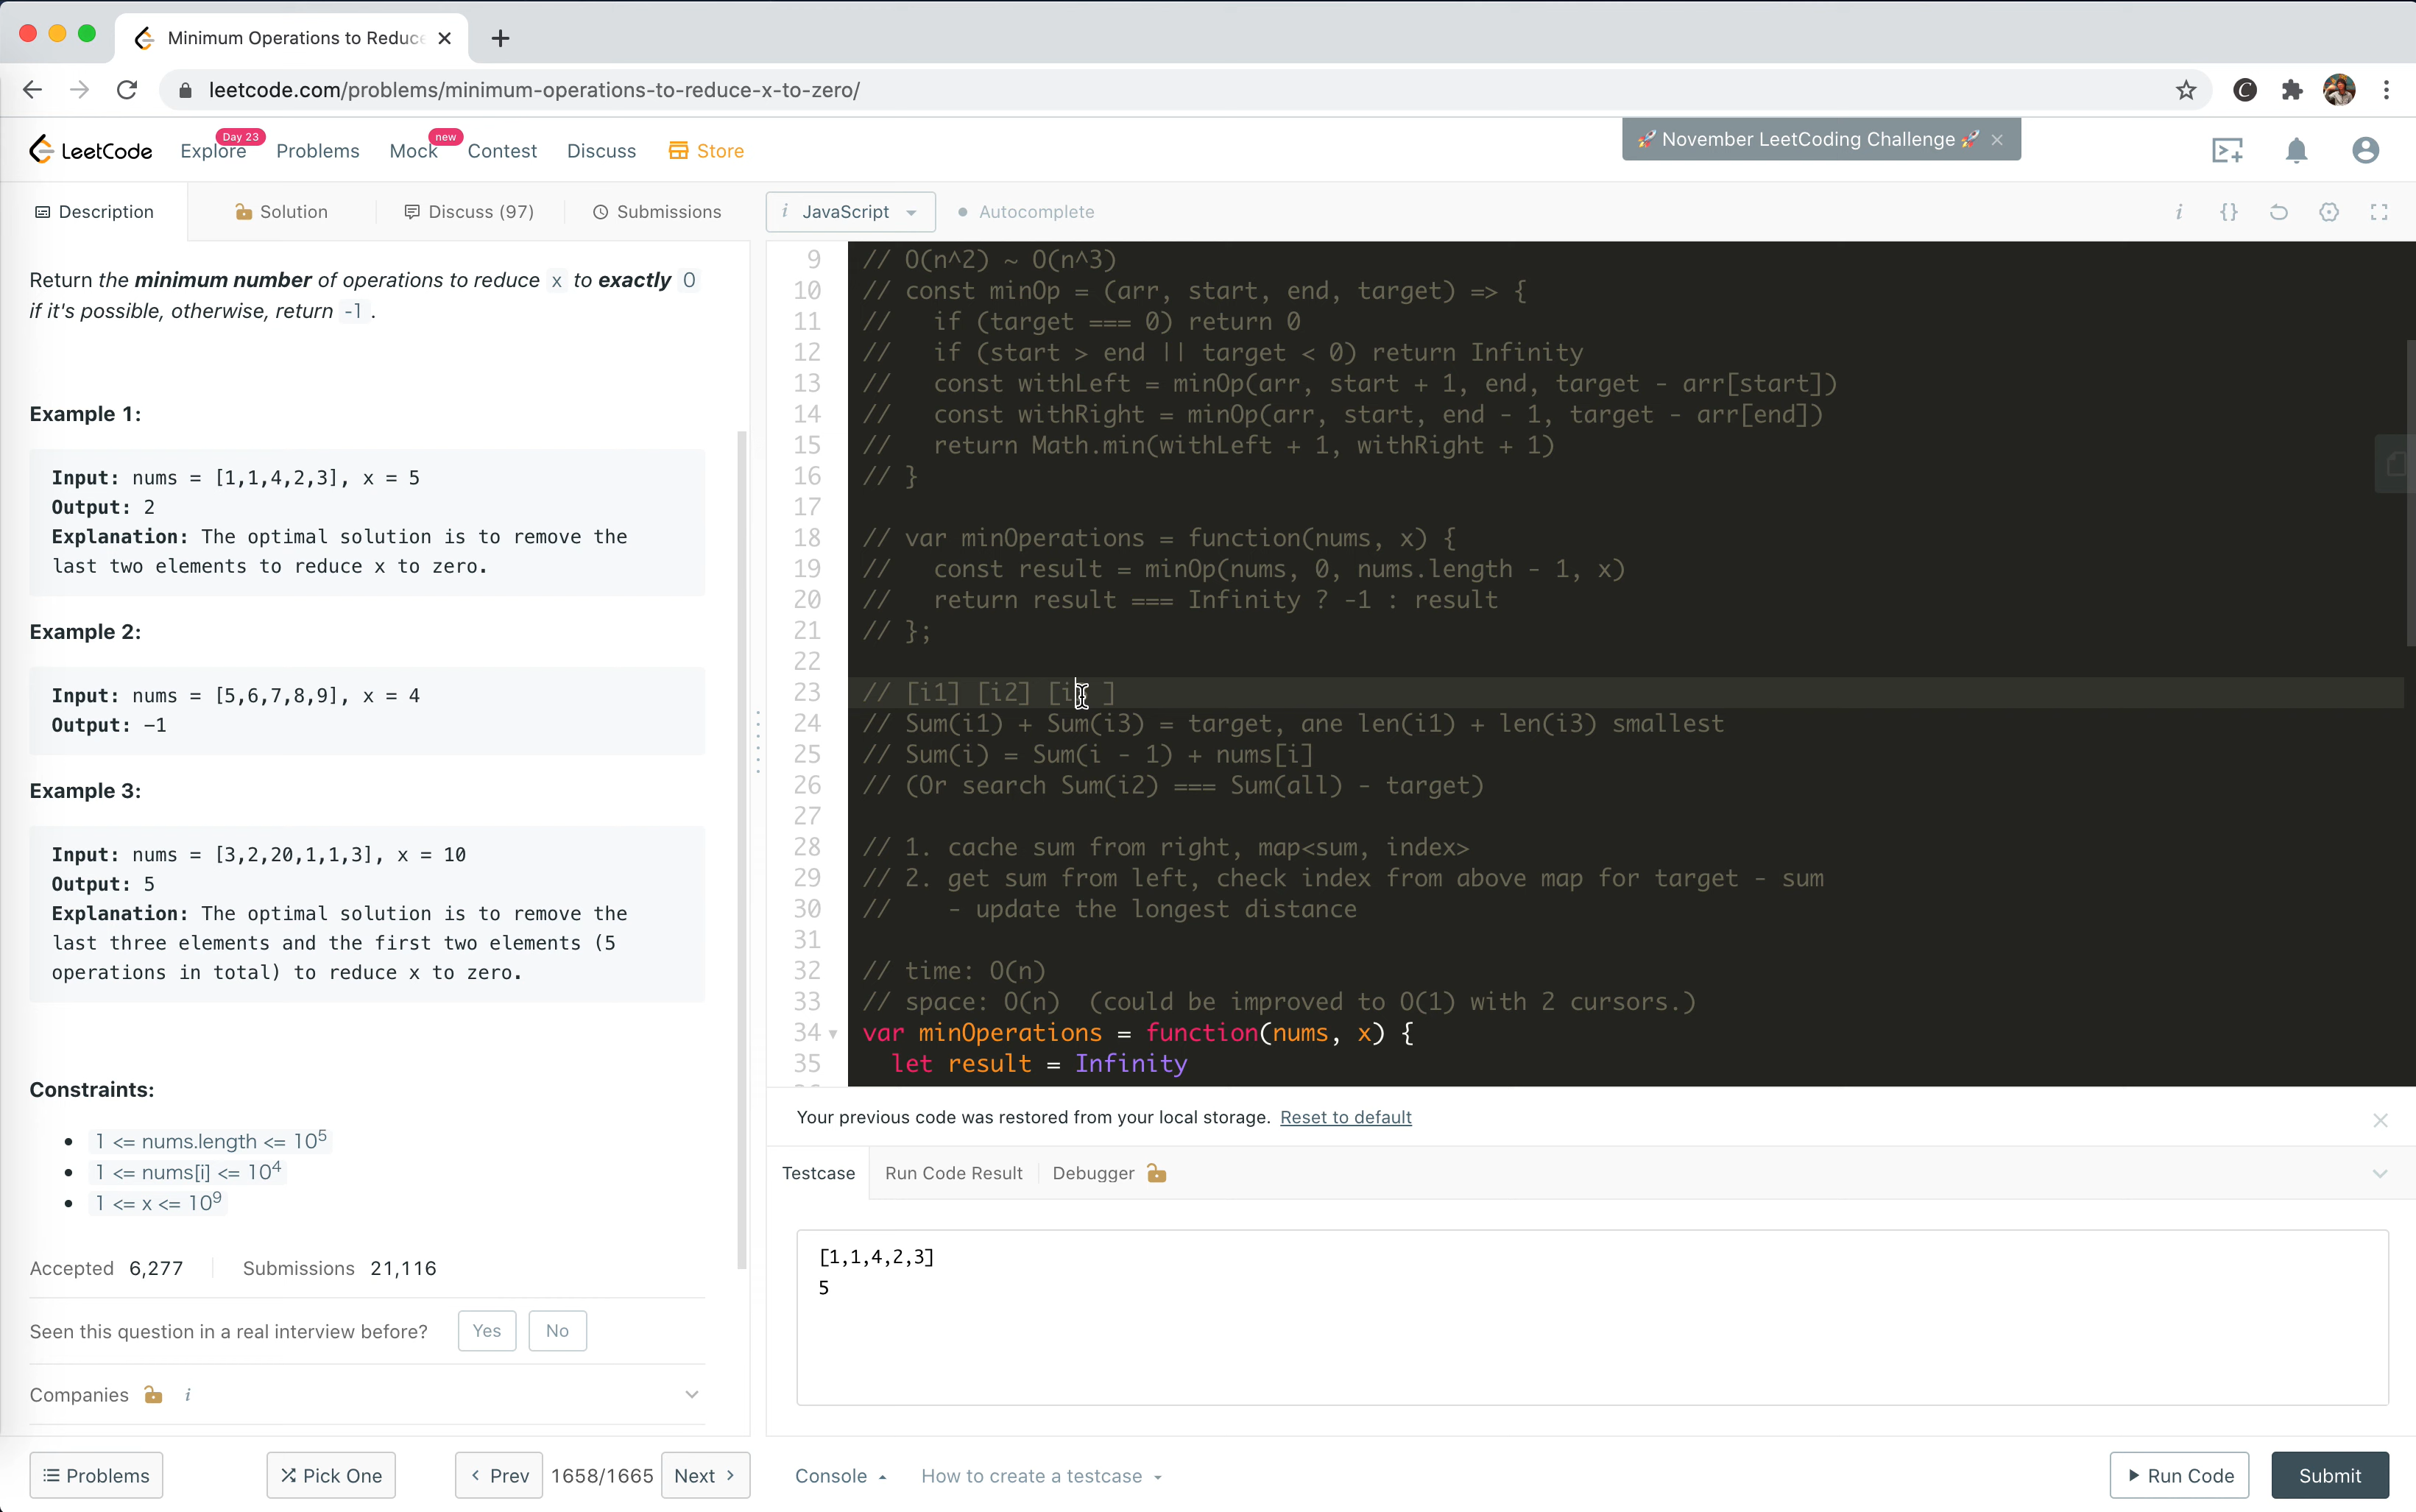 Minimum Operations to Reduc
leetcode.com/problems/minimum-operations-to-reduce-x-to-zero/
LeetCode
Explore
Day 23
Problems
Mock
new
Contest
Discuss
Store
🚀 November LeetCoding Challenge 🚀
Description
Solution
Discuss (97)
Submissions
i JavaScript
Autocomplete
Return the minimum number of operations to reduce x to exactly 0
if it's possible, otherwise, return -1 .
Example 1:
Input: nums = [1,1,4,2,3], x = 5
Output: 2
Explanation: The optimal solution is to remove the
last two elements to reduce x to zero.
Example 2:
Input: nums = [5,6,7,8,9], x = 4
Output: -1
Example 3:
Input: nums = [3,2,20,1,1,3], x = 10
Output: 5
Explanation: The optimal solution is to remove the
last three elements and the first two elements (5
operations in total) to reduce x to zero.
Constraints:
1 <= nums.length <= 10^5
1 <= nums[i] <= 10^4
1 <= x <= 10^9
Accepted 6,277
Submissions 21,116
Seen this question in a real interview before? Yes No
Companies i
Problems
Pick One
< Prev 1658/1665 Next >
9 // O(n^2) ~ O(n^3)
10 // const minOp = (arr, start, end, target) => {
11 //   if (target === 0) return 0
12 //   if (start > end || target < 0) return Infinity
13 //   const withLeft = minOp(arr, start + 1, end, target - arr[start])
14 //   const withRight = minOp(arr, start, end - 1, target - arr[end])
15 //   return Math.min(withLeft + 1, withRight + 1)
16 // }
17
18 // var minOperations = function(nums, x) {
19 //   const result = minOp(nums, 0, nums.length - 1, x)
20 //   return result === Infinity ? -1 : result
21 // };
22
23 // [i1] [i2] [i ]
24 // Sum(i1) + Sum(i3) = target, ane len(i1) + len(i3) smallest
25 // Sum(i) = Sum(i - 1) + nums[i]
26 // (Or search Sum(i2) === Sum(all) - target)
27
28 // 1. cache sum from right, map<sum, index>
29 // 2. get sum from left, check index from above map for target - sum
30 //    - update the longest distance
31
32 // time: O(n)
33 // space: O(n)  (could be improved to O(1) with 2 cursors.)
34 var minOperations = function(nums, x) {
35   let result = Infinity
Your previous code was restored from your local storage. Reset to default
Testcase
Run Code Result
Debugger
[1,1,4,2,3]
5
Console
How to create a testcase
Run Code
Submit